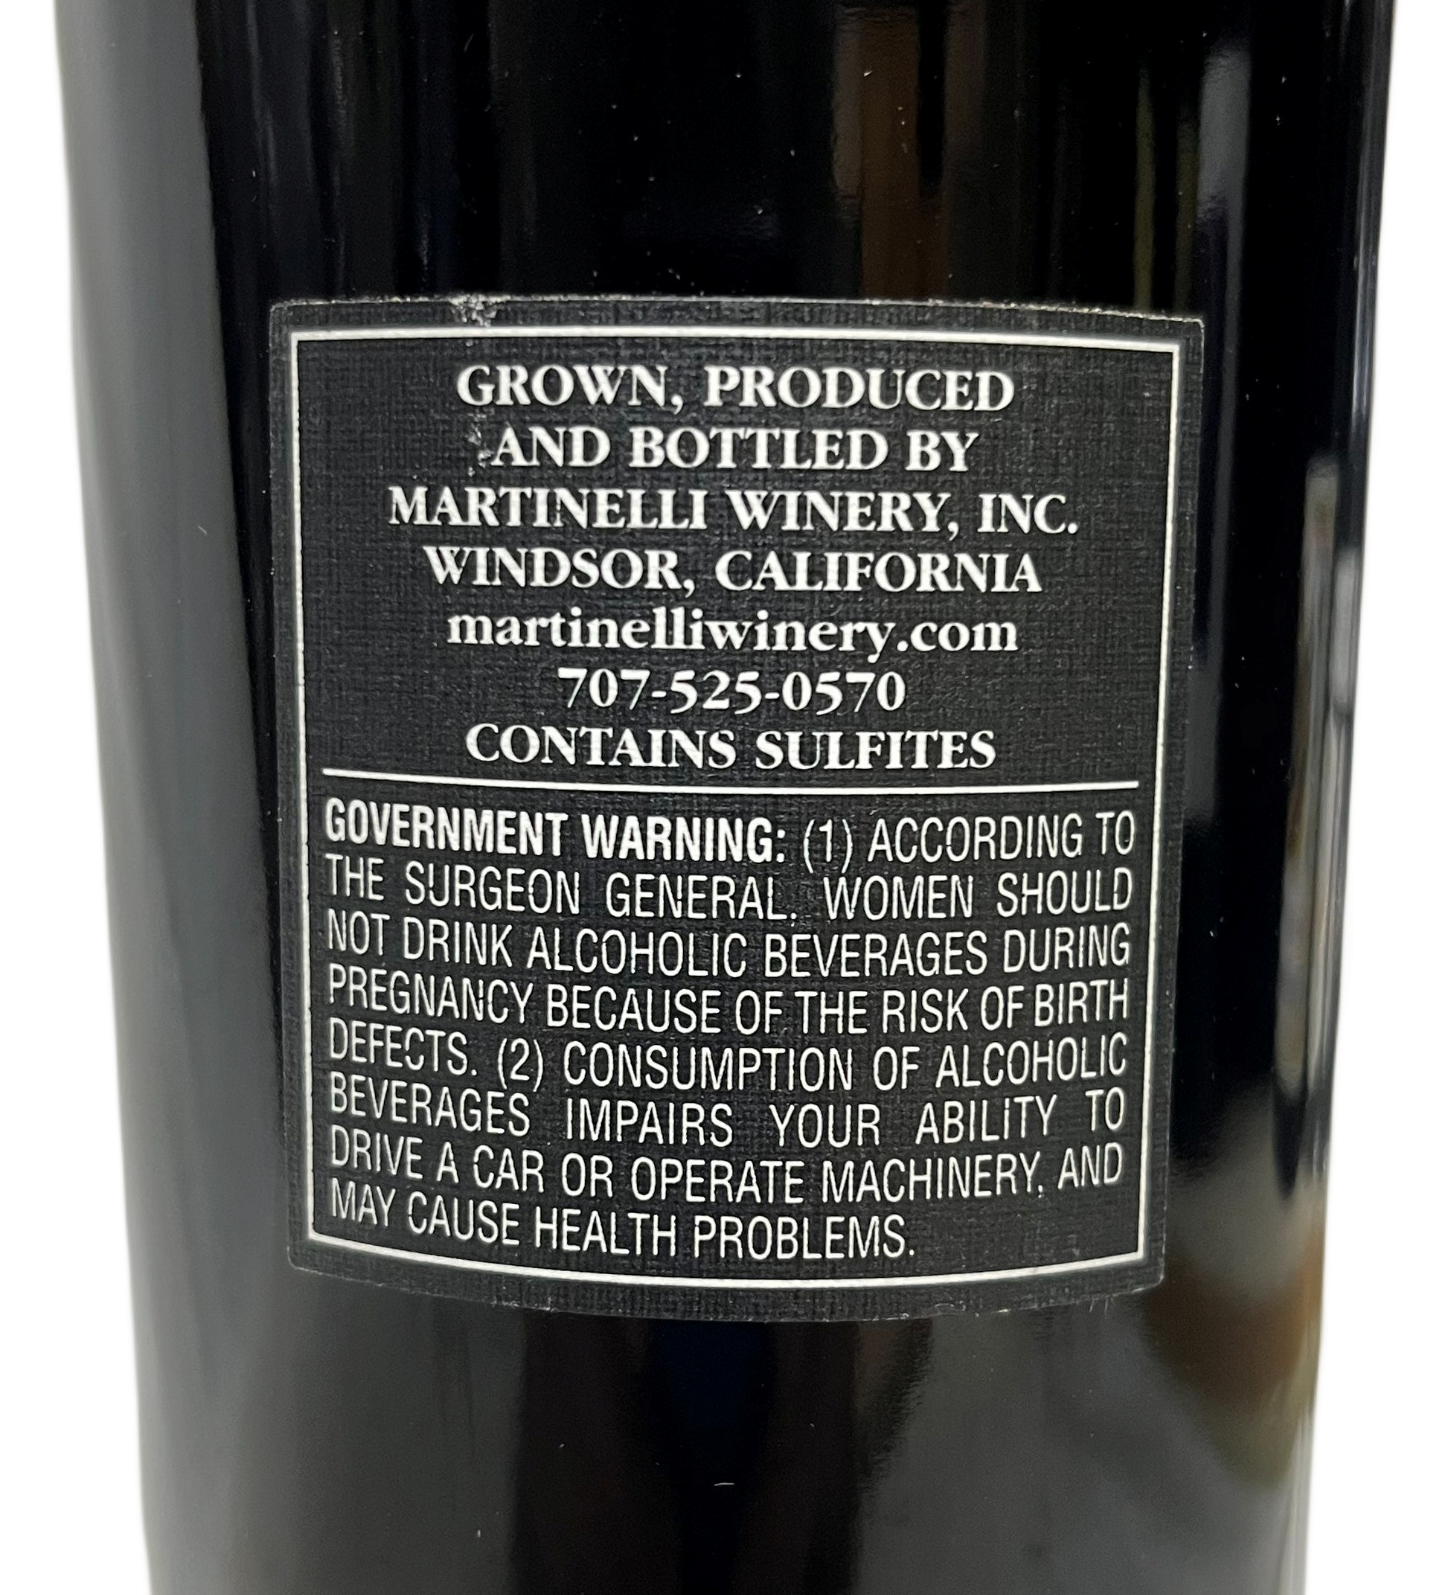 GROWN, PRODUCED
AND BOTTLED BY
MARTINELLI WINERY, INC.
WINDSOR, CALIFORNIA
martinelliwinery.com
707-525-0570
CONTAINS SULFITES
GOVERNMENT WARNING: (1) ACCORDING TO
THE SURGEON GENERAL. WOMEN SHOULD
NOT DRINK ALCOHOLIC BEVERAGES DURING
PREGNANCY BECAUSE OF THE RISK OF BIRTH
DEFECTS. (2) CONSUMPTION OF ALCOHOLIC
BEVERAGES IMPAIRS YOUR ABILITY TO
DRIVE A CAR OR OPERATE MACHINERY, AND
MAY CAUSE HEALTH PROBLEMS.